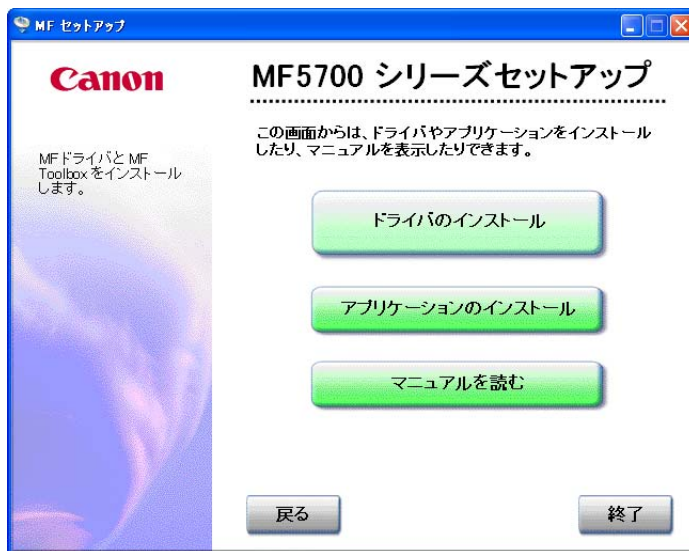 MF セットアップ
Canon
MF5700 シリーズセットアップ
この画面からは、ドライバやアプリケーションをインストール
したり、マニュアルを表示したりできます。
MFドライバと MF
Toolbox をインストール
します。
ドライバのインストール
アプリケーションのインストール
マニュアルを読む
戻る
終了